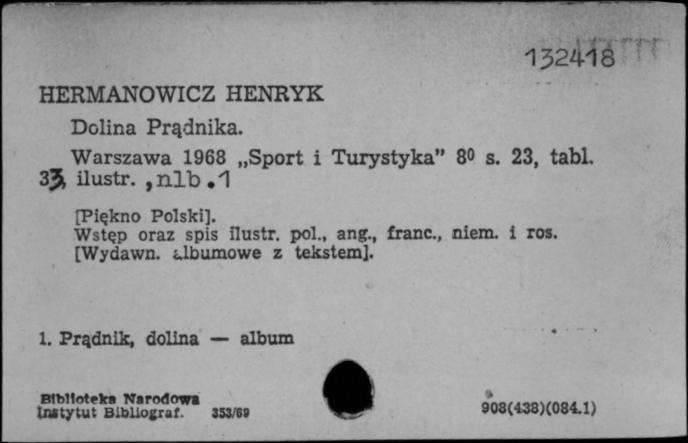 132418
HERMANOWICZ HENRYK
Dolina Prądnika.
Warszawa 1968 „Sport i Turystyka” 8⁰ s. 23, tabl.
33, ilustr. , nlb . 1
[Piękno Polski].
Wstęp oraz spis ilustr. pol., ang., franc., niem. i ros.
[Wydawn. albumowe z tekstem].
1. Prądnik, dolina — album
Biblioteka Narodowa
Instytut Bibliograf. 353/69
908(438)(084.1)